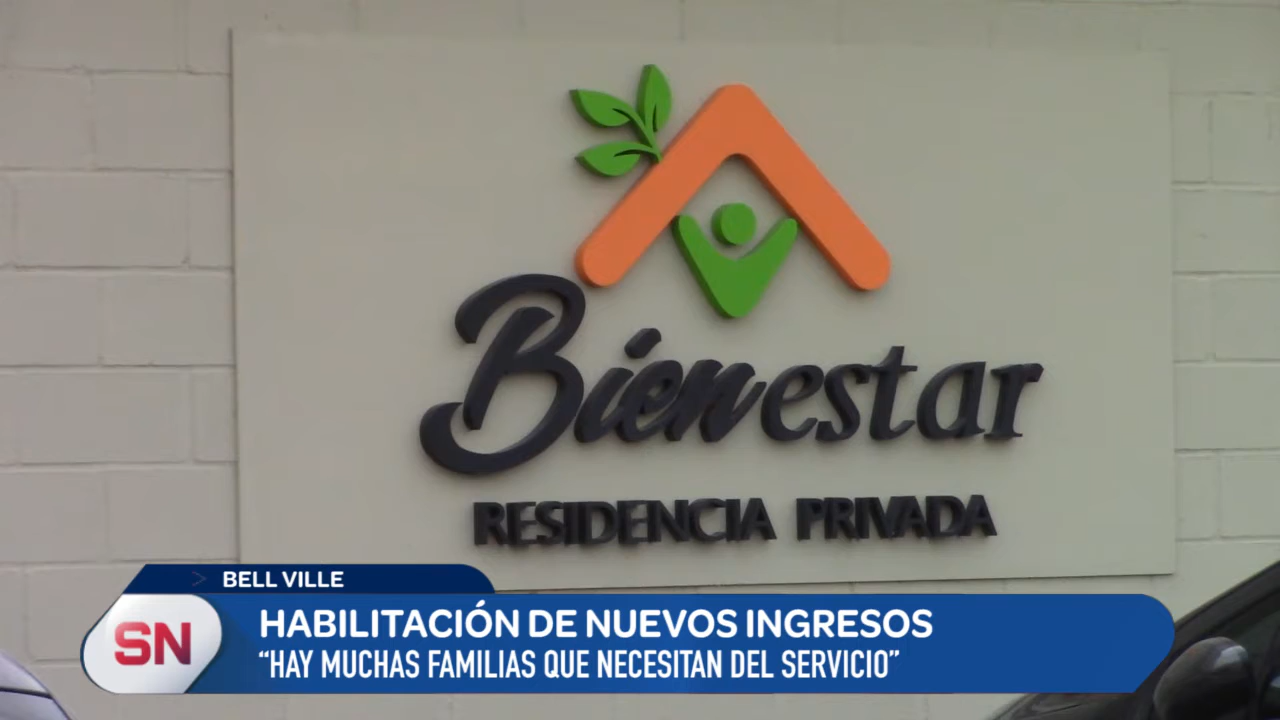 Bienestar
RESIDENCIA PRIVADA
BELL VILLE
SN
HABILITACIÓN DE NUEVOS INGRESOS
“HAY MUCHAS FAMILIAS QUE NECESITAN DEL SERVICIO”